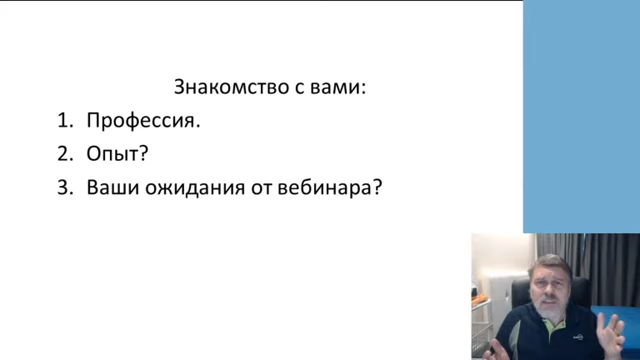 Знакомство с вами:
1. Профессия.
2. Опыт?
3. Ваши ожидания от вебинара?